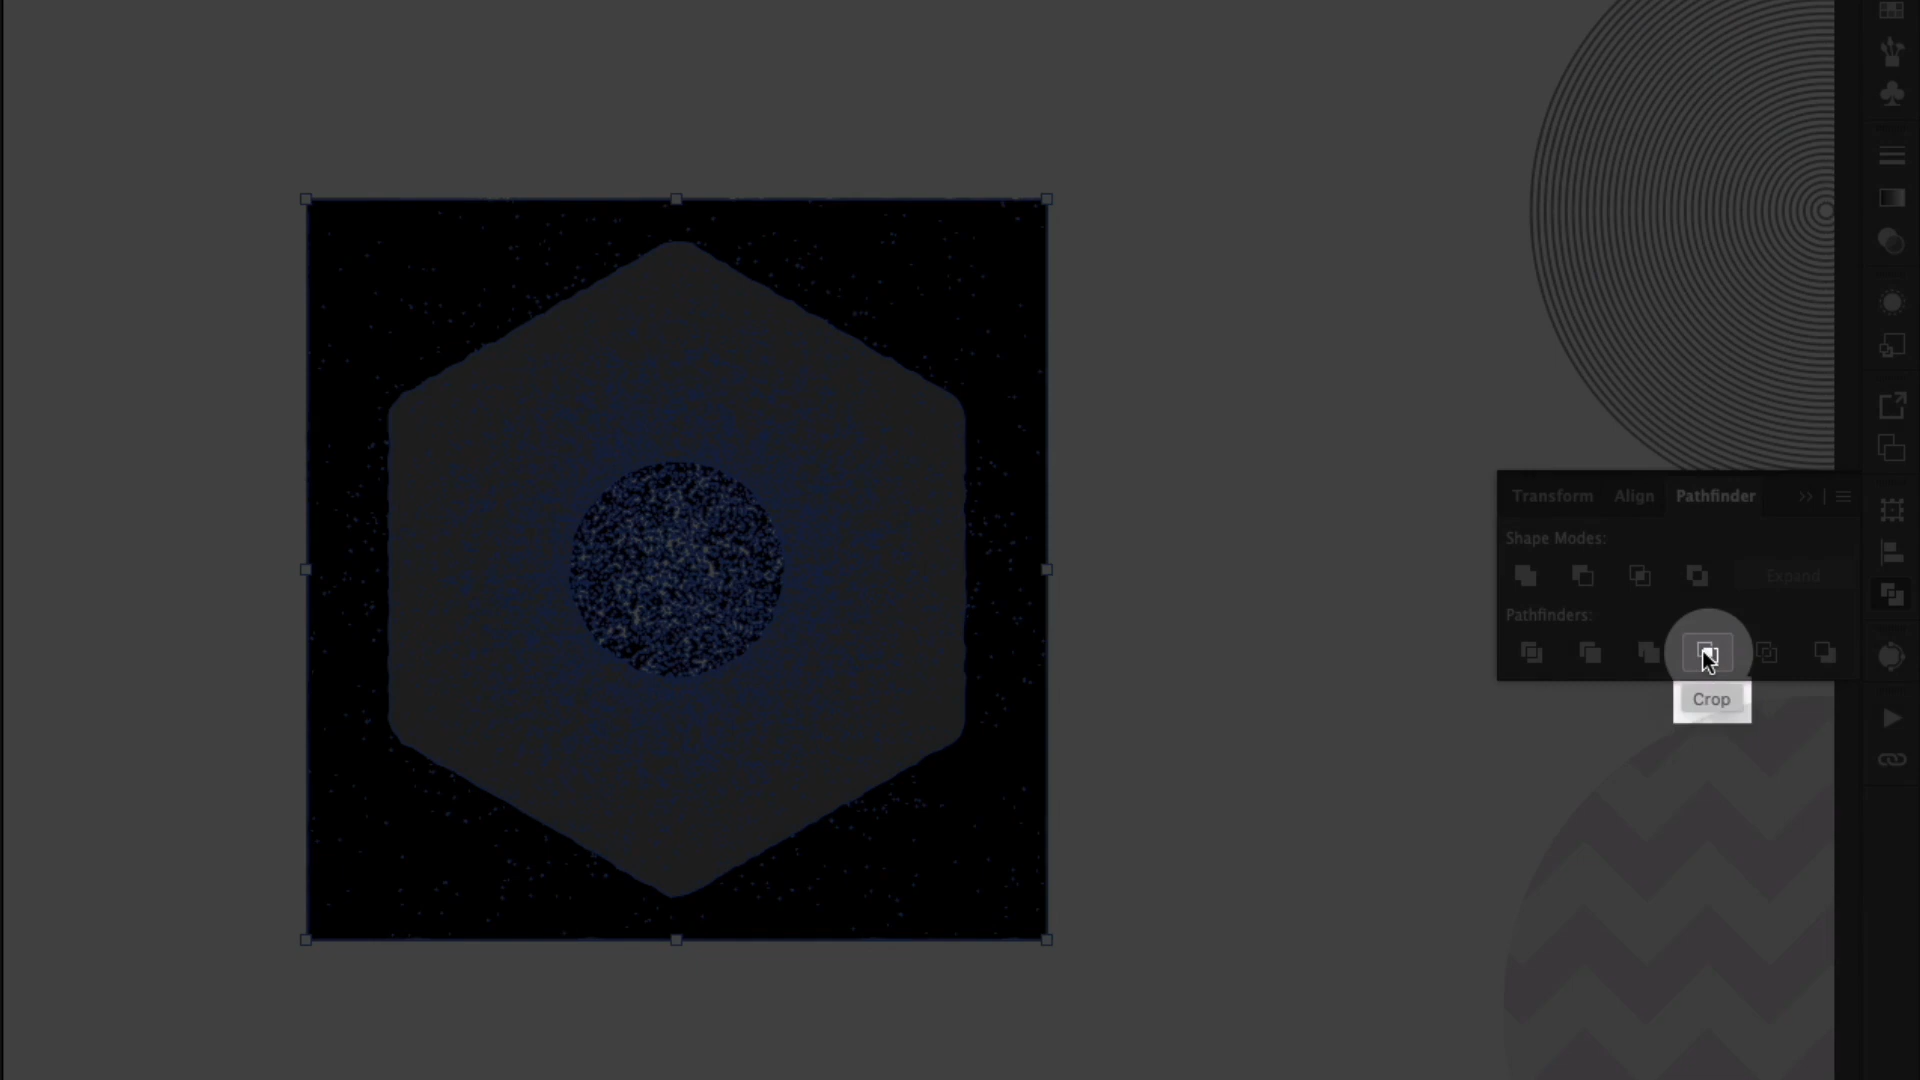 Transform Align Pathfinder
Shape Modes:
Expand
Pathfinders:
Crop